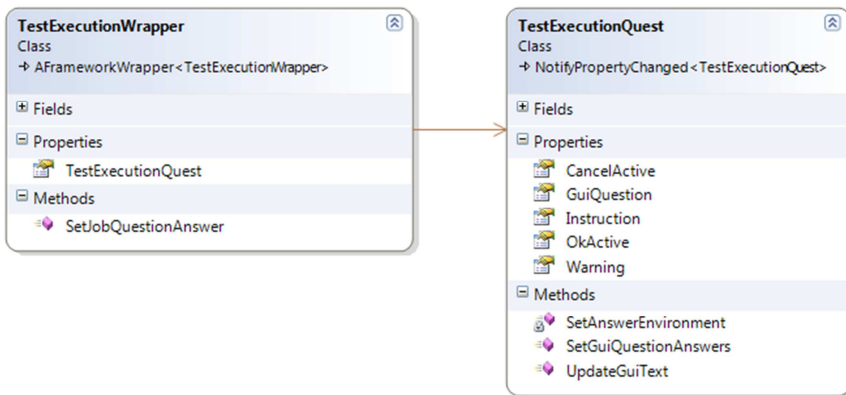 TestExecutionWrapper
Class
AFrameworkWrapper<TestExecutionWrapper>
Fields
Properties
TestExecutionQuest
Methods
SetJobQuestionAnswer
TestExecutionQuest
Class
NotifyPropertyChanged<TestExecutionQuest>
Fields
Properties
CancelActive
GuiQuestion
Instruction
OkActive
Warning
Methods
SetAnswerEnvironment
SetGuiQuestionAnswers
UpdateGuiText